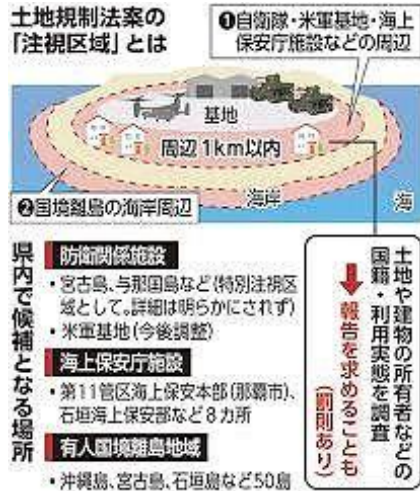 土地規制法案の
「注視区域」とは
❶自衛隊・米軍基地・海上
保安庁施設などの周辺
基地
周辺1km以内
❷国境離島の海岸周辺
海岸
海
県内で候補となる場所
防衛関係施設
・宮古島、与那国島など(特別注視区
域として。詳細は明らかにされず)
・米軍基地(今後調整)
海上保安庁施設
・第11管区海上保安本部(那覇市)、
石垣海上保安部など8カ所
有人国境離島地域
・沖縄島、宮古島、石垣島など50島
土地や建物の所有者などの
国籍・利用実態を調査
報告を求めることも
(罰則あり)